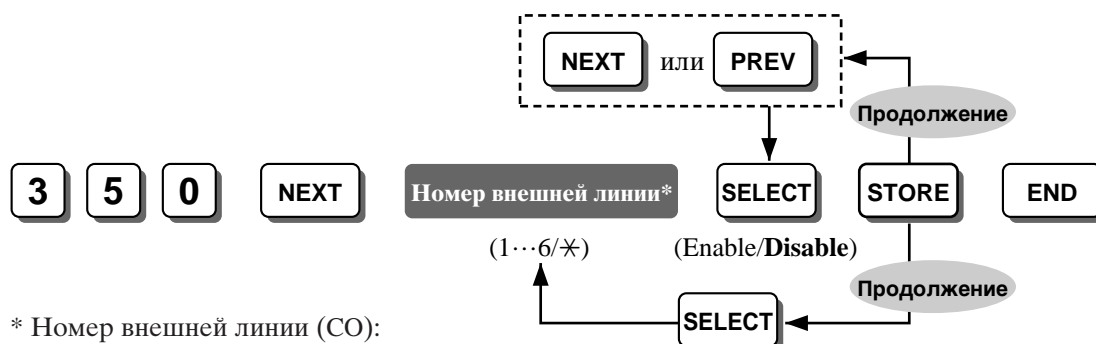 NEXT или PREV
Продолжение
3 5 0 NEXT Номер внешней линии* SELECT STORE END
(1···6/✳) (Enable/Disable)
Продолжение
SELECT
* Номер внешней линии (CO):